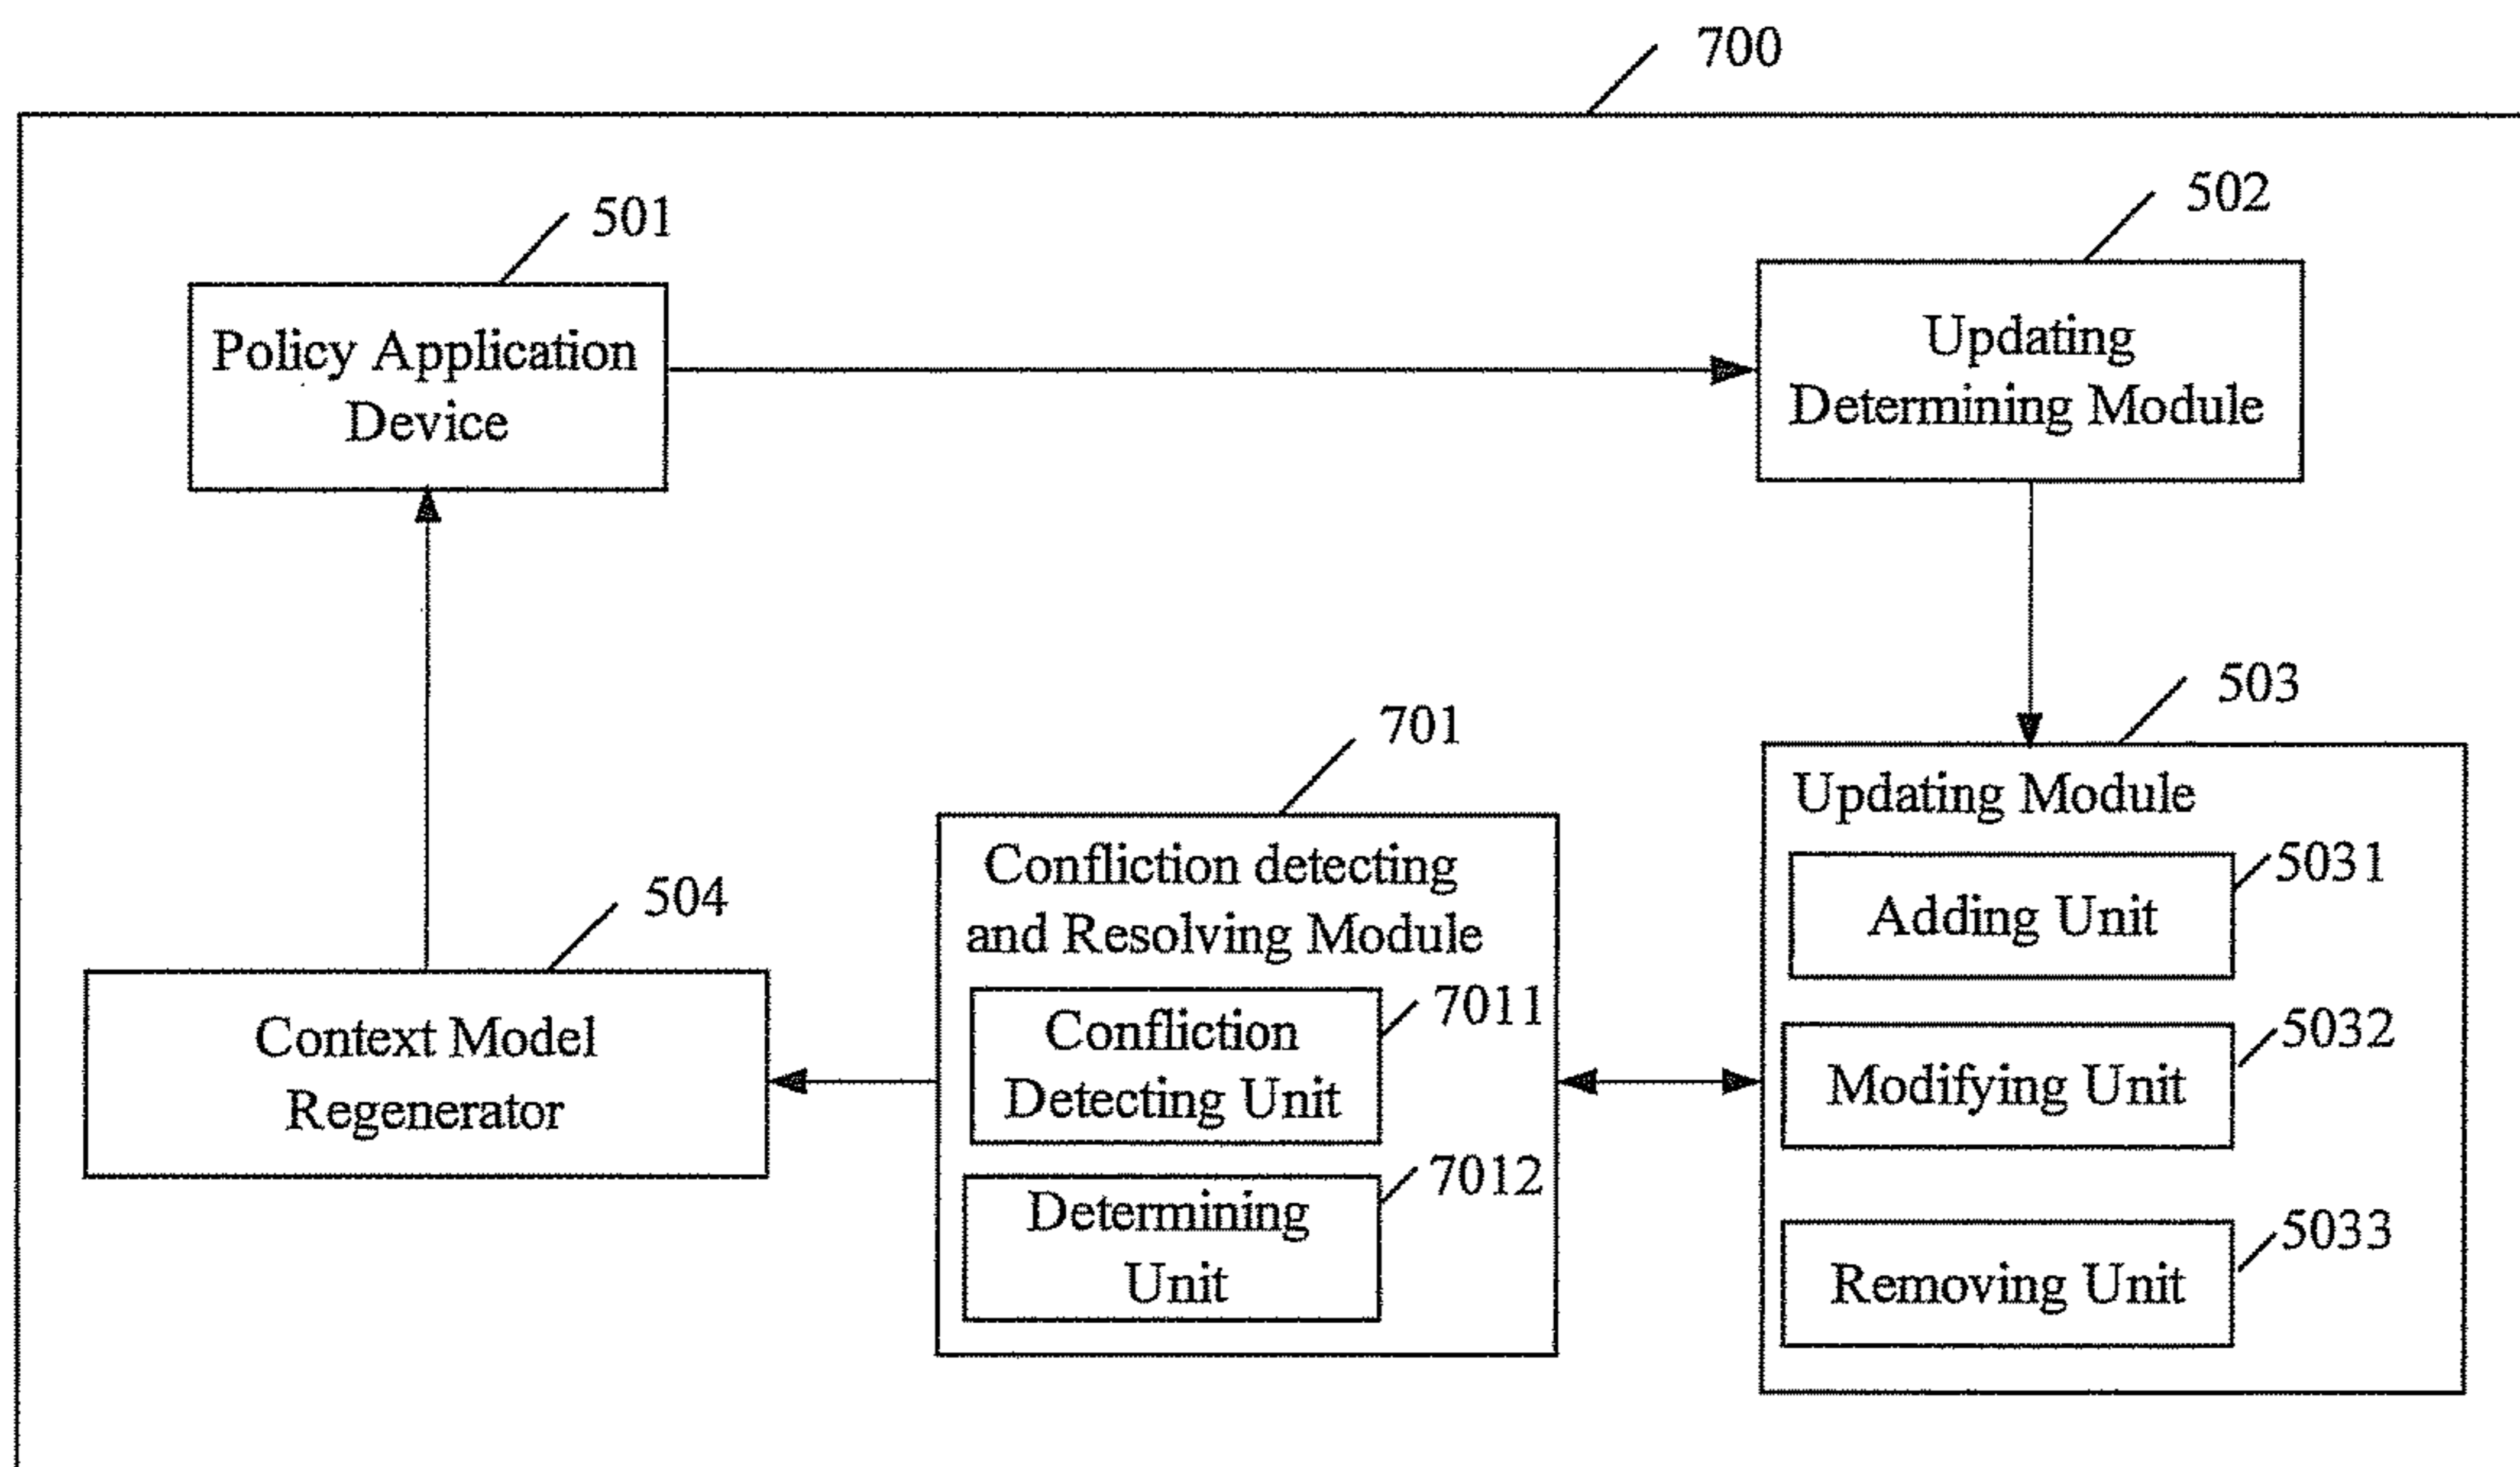 700
501
502
Policy Application
Device
Updating
Determining Module
503
701
Updating Module
Confliction detecting
and Resolving Module
5031
Adding Unit
504
Context Model
Regenerator
7011
Confliction
Detecting Unit
5032
Modifying Unit
7012
Determining
Unit
5033
Removing Unit